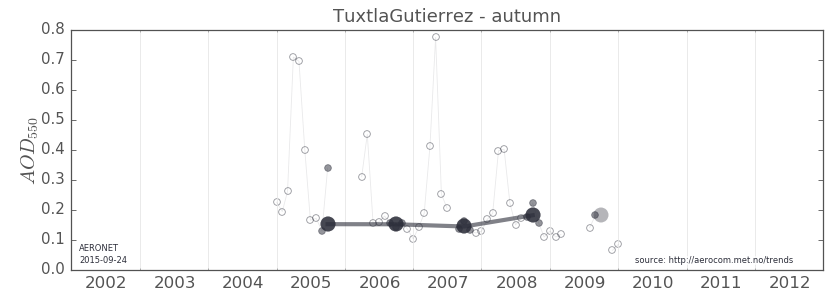 TuxtlaGutierrez - autumn
0.8
0.7
0.6
0.5
0.4
0.3
0.2
0.1
0.0
AOD550
AERONET
2015-09-24
source: http://aerocom.met.no/trends
2002 2003 2004 2005 2006 2007 2008 2009 2010 2011 2012